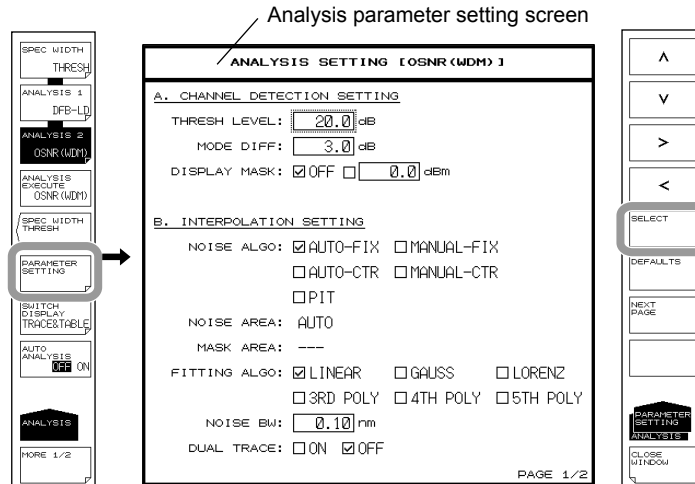 Analysis parameter setting screen
SPEC WIDTH
THRESH
ANALYSIS 1
DFB-LD
ANALYSIS 2
OSNR(WDM)
ANALYSIS
EXECUTE
OSNR(WDM)
SPEC WIDTH
THRESH
PARAMETER
SETTING
SWITCH
DISPLAY
TRACE&TABLE
AUTO
ANALYSIS
OFF ON
ANALYSIS
MORE 1/2
ANALYSIS SETTING [OSNR(WDM)]
A. CHANNEL DETECTION SETTING
THRESH LEVEL: 20.0 dB
MODE DIFF: 3.0 dB
DISPLAY MASK: ☑OFF ☐ 0.0 dBm
B. INTERPOLATION SETTING
NOISE ALGO: ☑AUTO-FIX ☐MANUAL-FIX
☐AUTO-CTR ☐MANUAL-CTR
☐PIT
NOISE AREA: AUTO
MASK AREA: ---
FITTING ALGO: ☑LINEAR ☐GAUSS ☐LORENZ
☐3RD POLY ☐4TH POLY ☐5TH POLY
NOISE BW: 0.10 nm
DUAL TRACE: ☐ON ☑OFF
PAGE 1/2
∧
∨
>
<
SELECT
DEFAULTS
NEXT
PAGE
PARAMETER
SETTING
ANALYSIS
CLOSE
WINDOW